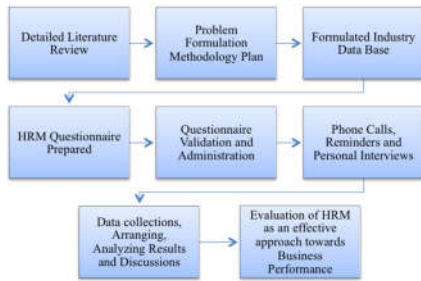 Detailed Literature
Review
Problem
Formulation
Methodology Plan
Formulated Industry
Data Base
HRM Questionnaire
Prepared
Questionnaire
Validation and
Administration
Phone Calls,
Reminders and
Personal Interviews
Data collections,
Arranging,
Analyzing Results
and Discussions
Evaluation of HRM
as an effective
approach towards
Business
Performance